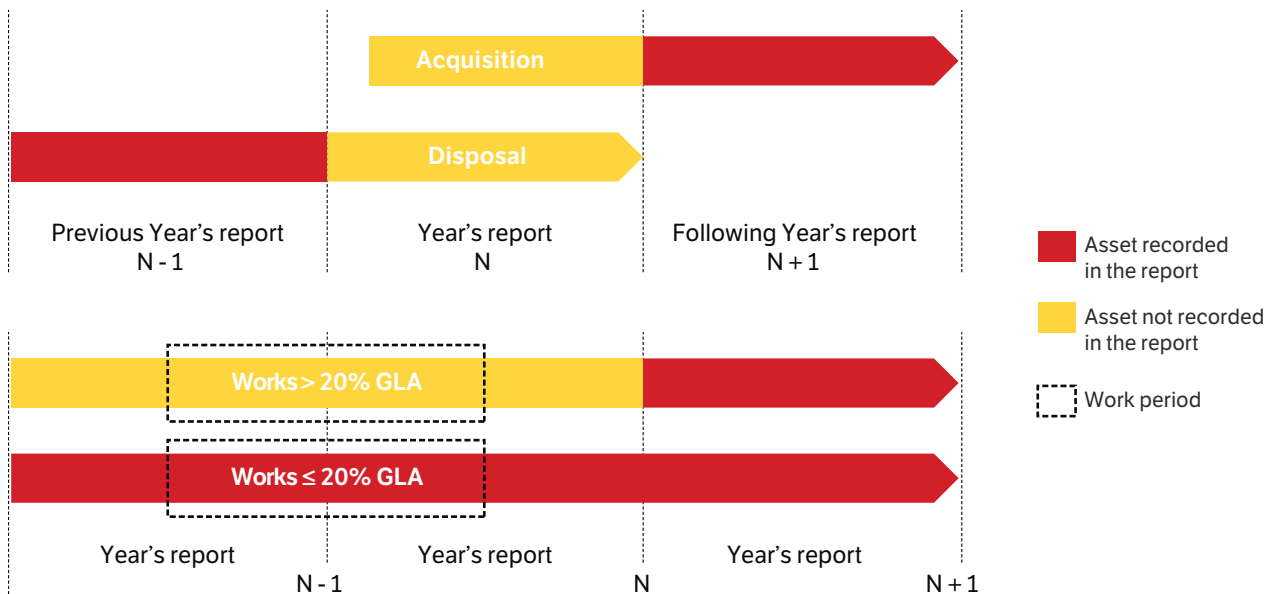 Acquisition
Disposal
Previous Year's report
N - 1
Year's report
N
Following Year's report
N + 1
Asset recorded
in the report
Asset not recorded
in the report
Work period
Works > 20% GLA
Works ≤ 20% GLA
Year's report
Year's report
Year's report
N - 1
N
N + 1